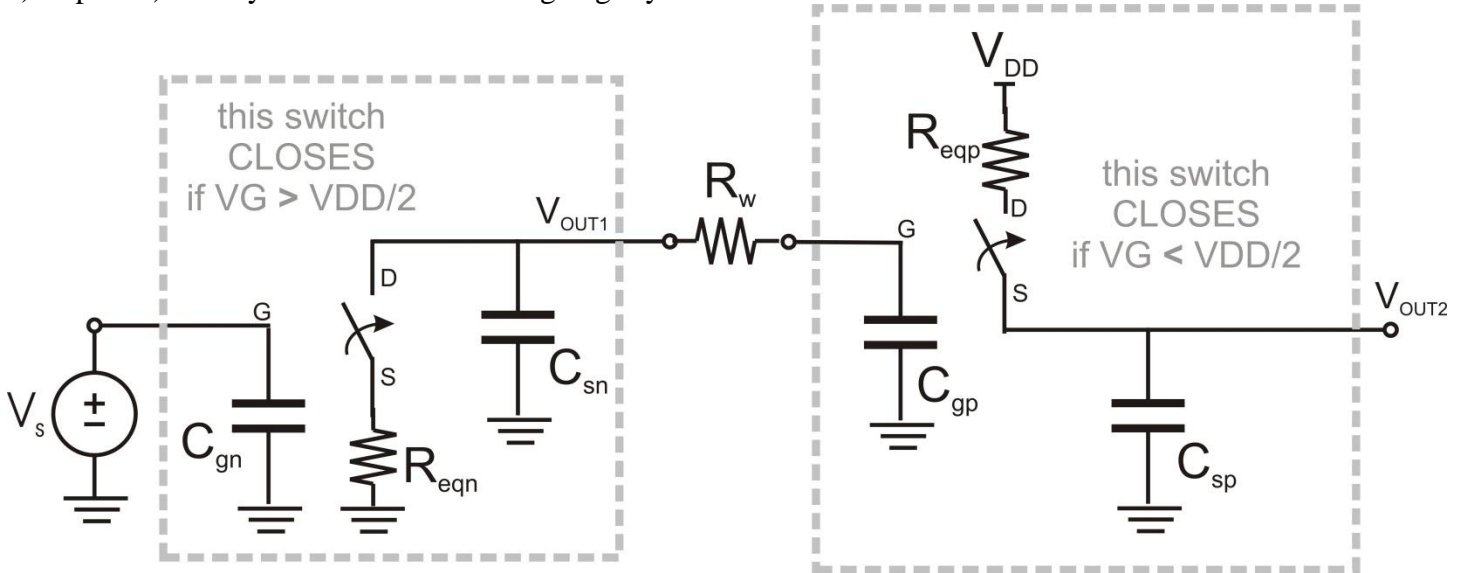 this switch
CLOSES
if VG > VDD/2
V_OUT1
R_w
V_DD
R_eqp
this switch
CLOSES
if VG < VDD/2
D
G
S
V_OUT2
G
D
S
C_sn
C_gp
C_sp
V_s
+
−
C_gn
R_eqn